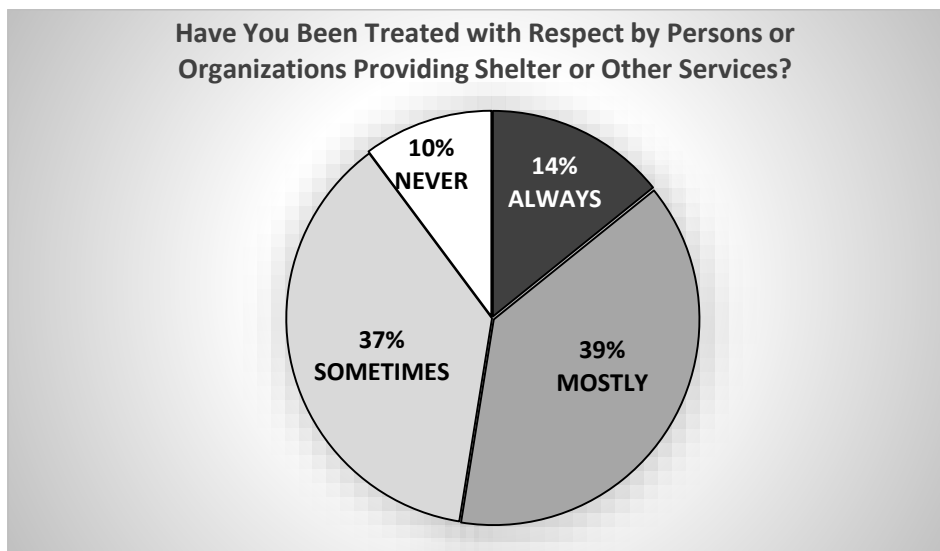 Have You Been Treated with Respect by Persons or
Organizations Providing Shelter or Other Services?
10%
NEVER
14%
ALWAYS
37%
SOMETIMES
39%
MOSTLY